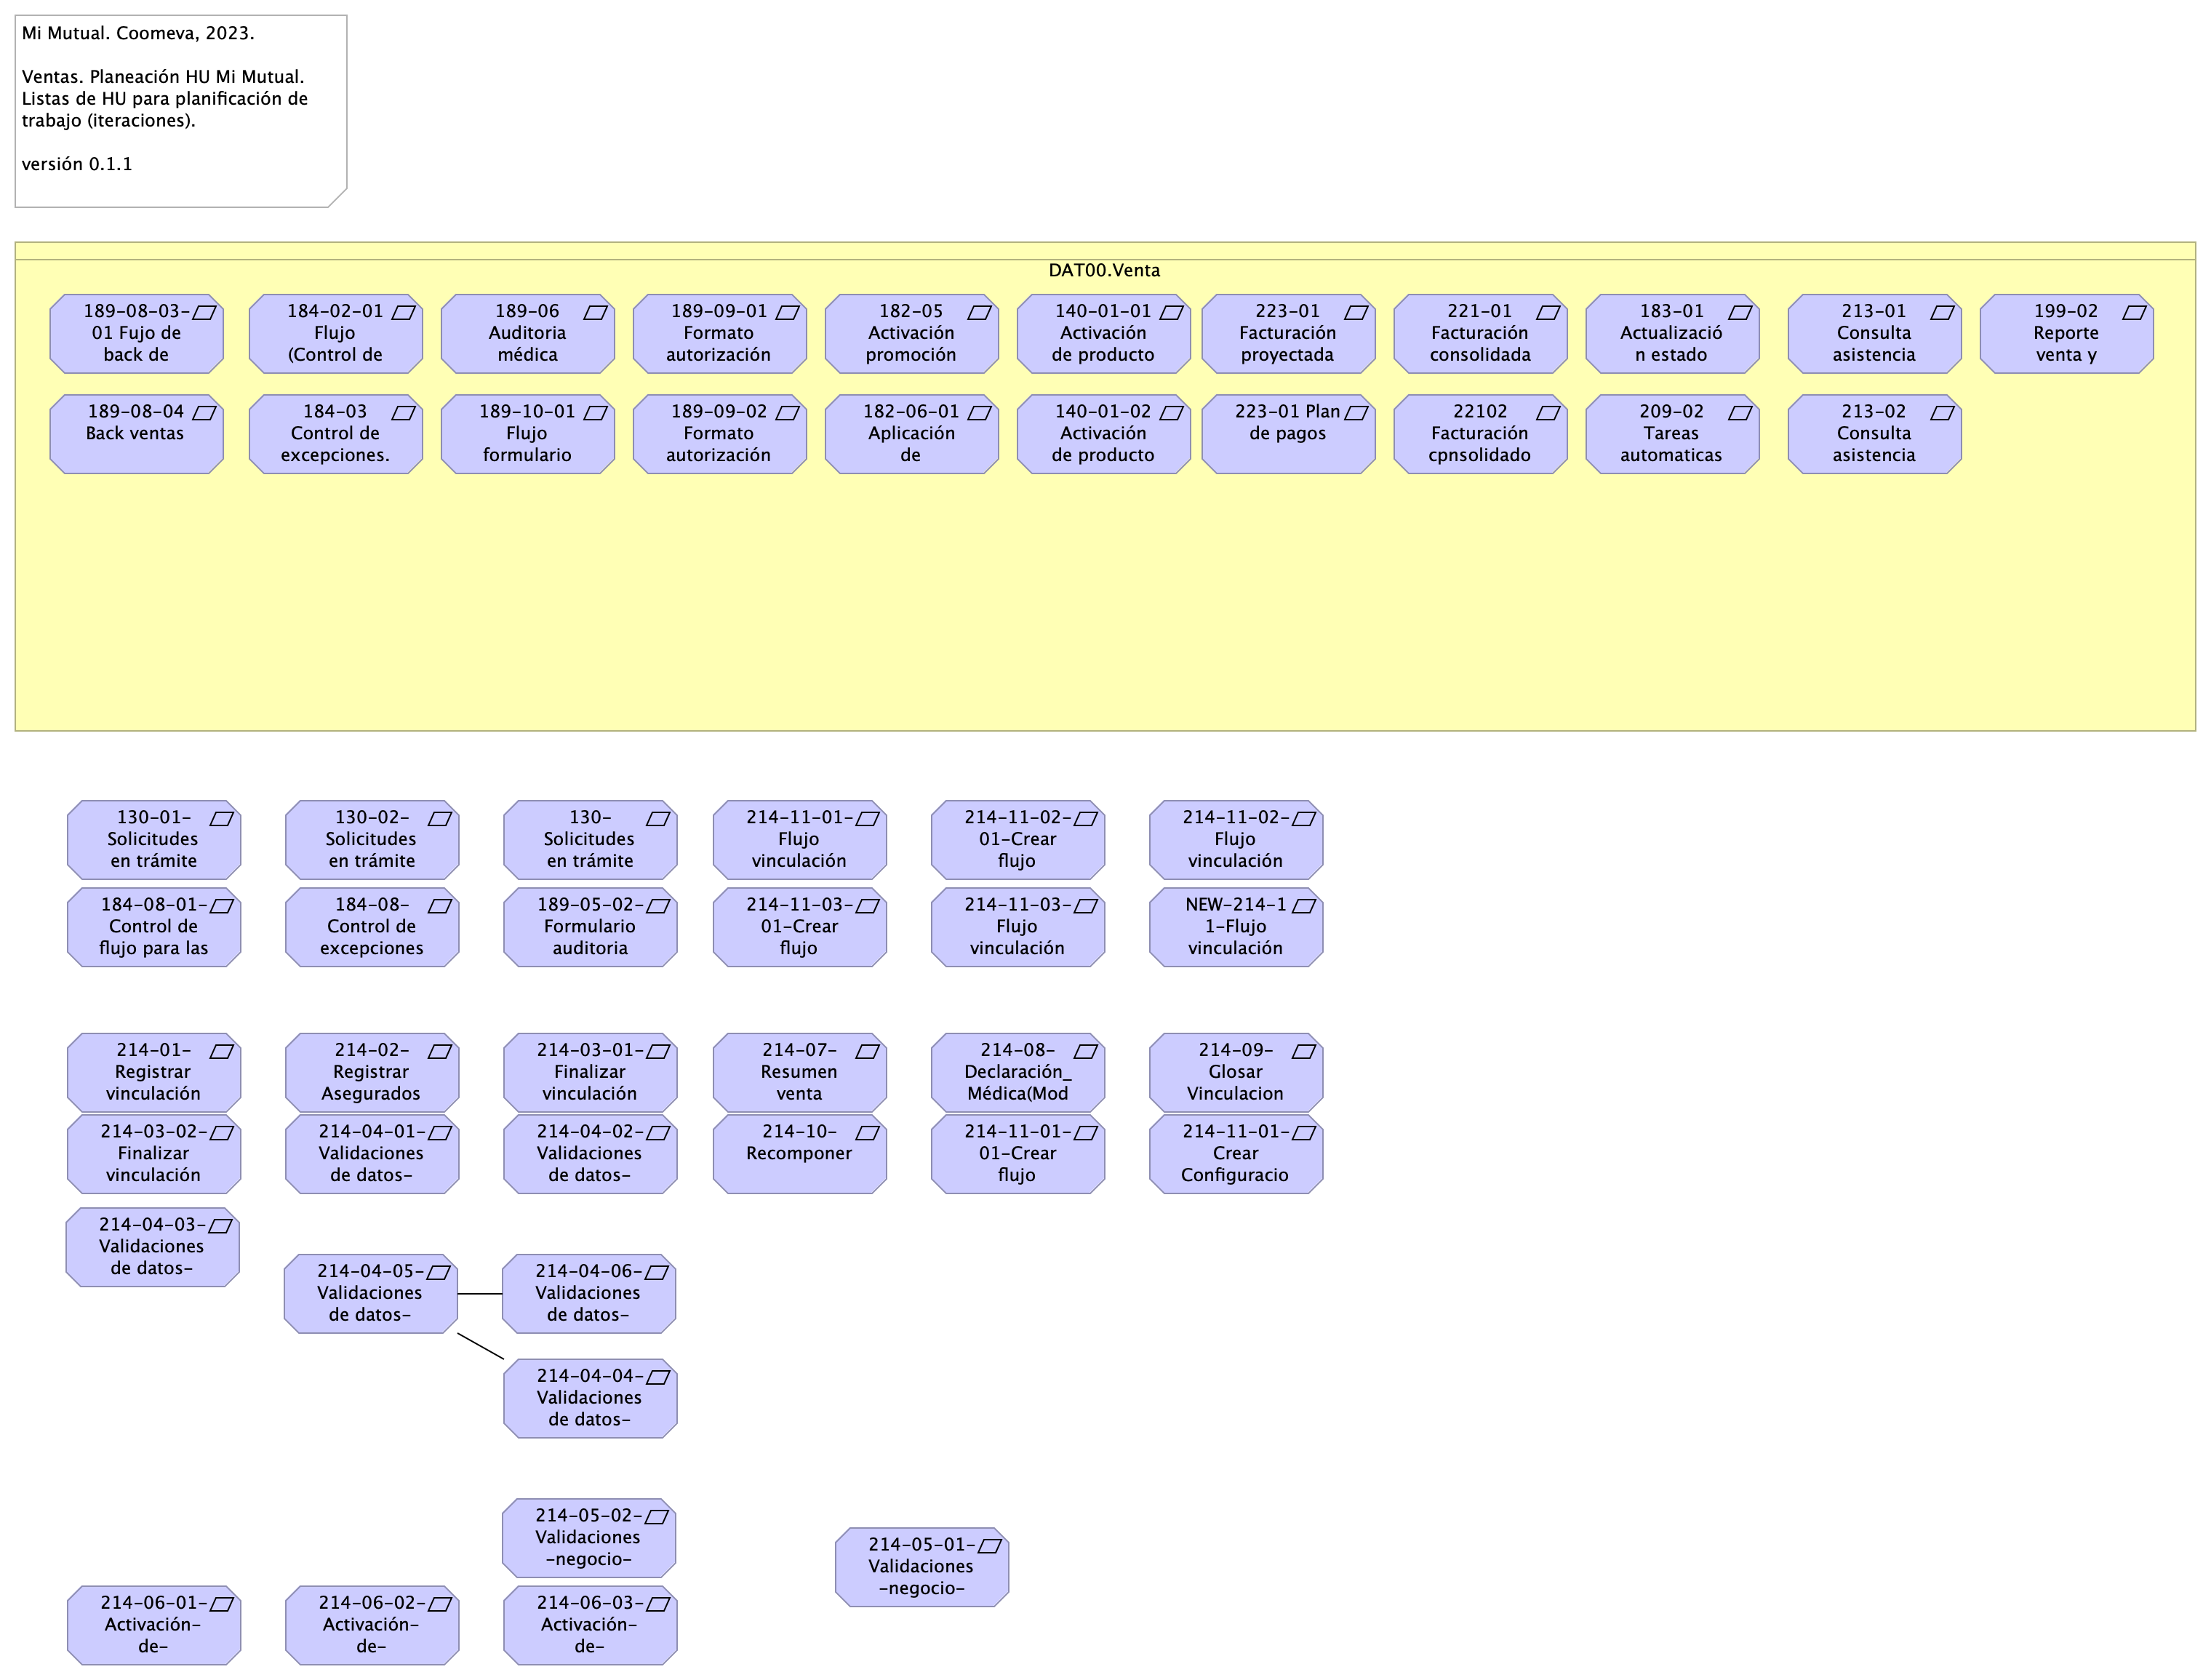 Mi Mutual. Coomeva, 2023.
Ventas. Planeación HU Mi Mutual.
Listas de HU para planificación de
trabajo (iteraciones).
versión 0.1.1
DAT00.Venta
189-08-03-
01 Fujo de
back de
184-02-01
Flujo
(Control de
189-06
Auditoria
médica
189-09-01
Formato
autorización
182-05
Activación
promoción
140-01-01
Activación
de producto
223-01
Facturación
proyectada
221-01
Facturación
consolidada
183-01
Actualizació
n estado
213-01
Consulta
asistencia
199-02
Reporte
venta y
189-08-04
Back ventas
184-03
Control de
excepciones.
189-10-01
Flujo
formulario
189-09-02
Formato
autorización
182-06-01
Aplicación
de
140-01-02
Activación
de producto
223-01 Plan
de pagos
22102
Facturación
cpnsolidado
209-02
Tareas
automaticas
213-02
Consulta
asistencia
130-01-
Solicitudes
en trámite
130-02-
Solicitudes
en trámite
130-
Solicitudes
en trámite
214-11-01-
Flujo
vinculación
214-11-02-
01-Crear
flujo
214-11-02-
Flujo
vinculación
184-08-01-
Control de
flujo para las
184-08-
Control de
excepciones
189-05-02-
Formulario
auditoria
214-11-03-
01-Crear
flujo
214-11-03-
Flujo
vinculación
NEW-214-1
1-Flujo
vinculación
214-01-
Registrar
vinculación
214-02-
Registrar
Asegurados
214-03-01-
Finalizar
vinculación
214-07-
Resumen
venta
214-08-
Declaración_
Médica(Mod
214-09-
Glosar
Vinculacion
214-03-02-
Finalizar
vinculación
214-04-01-
Validaciones
de datos-
214-04-02-
Validaciones
de datos-
214-10-
Recomponer
214-11-01-
01-Crear
flujo
214-11-01-
Crear
Configuracio
214-04-03-
Validaciones
de datos-
214-04-05-
Validaciones
de datos-
214-04-06-
Validaciones
de datos-
214-04-04-
Validaciones
de datos-
214-05-02-
Validaciones
-negocio-
214-05-01-
Validaciones
-negocio-
214-06-01-
Activación-
de-
214-06-02-
Activación-
de-
214-06-03-
Activación-
de-